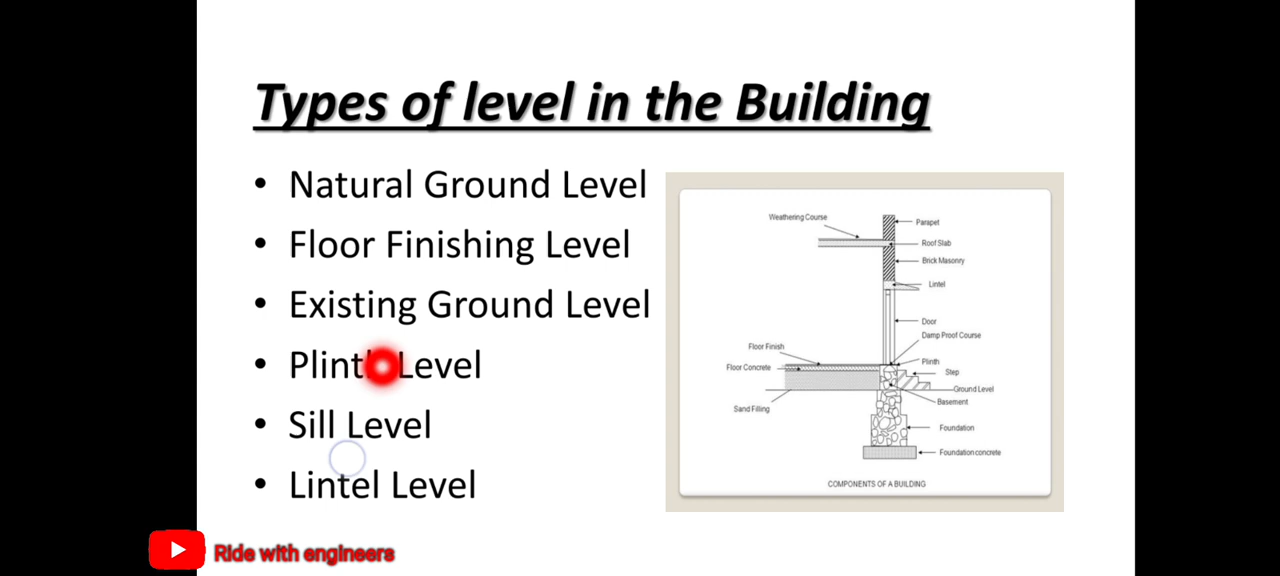 Types of level in the Building
• Natural Ground Level
• Floor Finishing Level
• Existing Ground Level
• Plinth Level
• Sill Level
• Lintel Level
Weathering Course
Parapet
Roof Slab
Brick Masonry
Lintel
Door
Damp Proof Course
Floor Finish
Plinth
Floor Concrete
Step
Ground Level
Basement
Sand Filling
Foundation
Foundation concrete
COMPONENTS OF A BUILDING
Ride with engineers